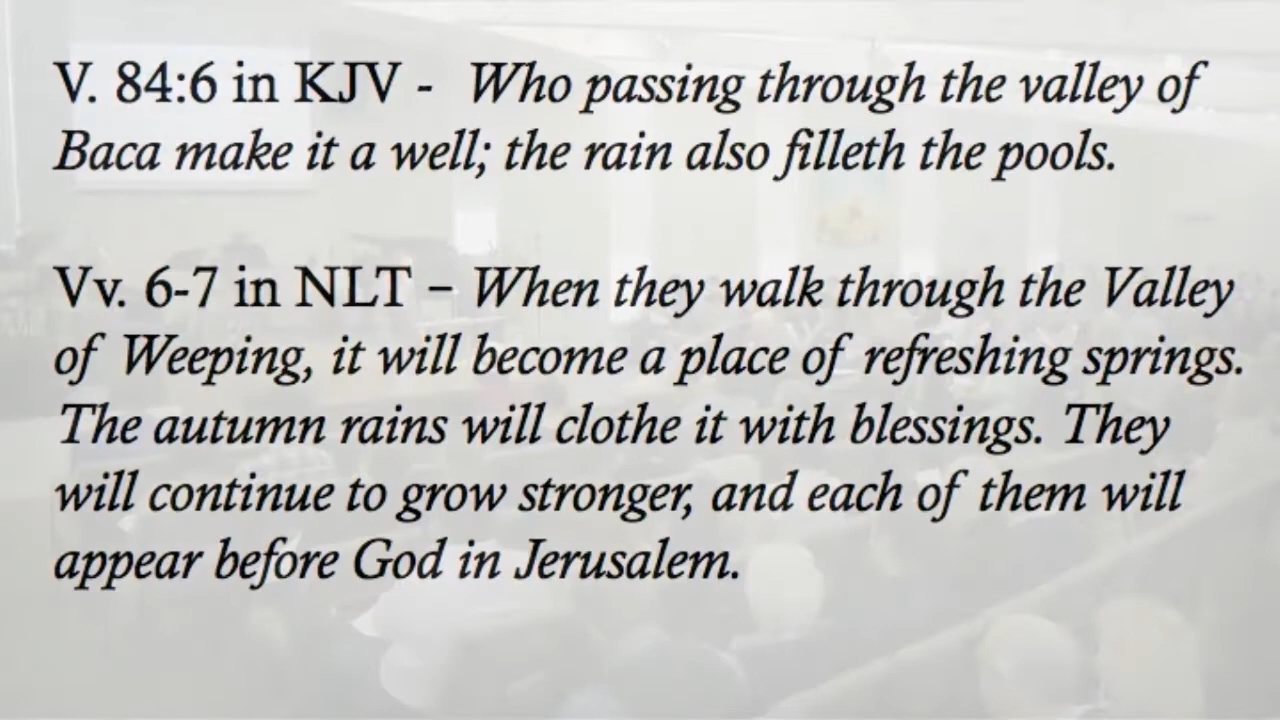 V. 84:6 in KJV - Who passing through the valley of
Baca make it a well; the rain also filleth the pools.
Vv. 6-7 in NLT – When they walk through the Valley
of Weeping, it will become a place of refreshing springs.
The autumn rains will clothe it with blessings. They
will continue to grow stronger, and each of them will
appear before God in Jerusalem.